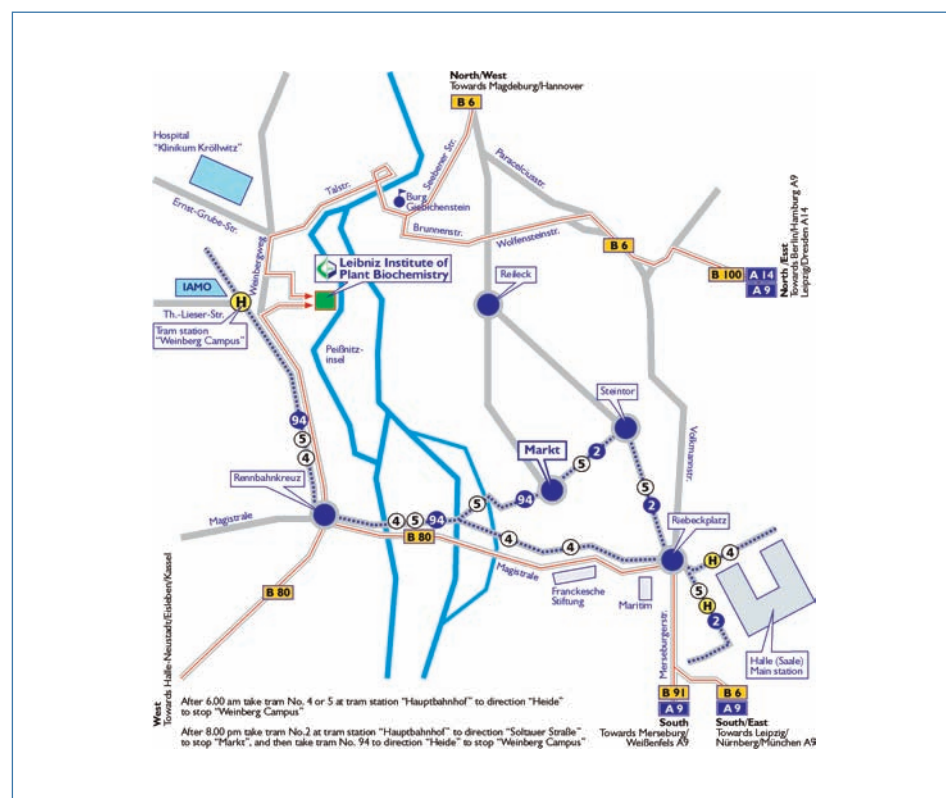 North/West
Towards Magdeburg/Hannover
B 6
Hospital
"Klinikum Kröllwitz"
Seebener Str.
Paracelciusstr.
Talstr.
Burg
Giebichenstein
Ernst-Grube-Str.
Brunnenstr.
Wolfensteinstr.
B 6
Weinbergweg
Leibniz Institute of
Plant Biochemistry
Reileck
B 100
A 14
A 9
North /East
Towards Berlin/Hamburg A9
Leipzig/Dresden A14
IAMO
H
Th.-Lieser-Str.
Tram station
"Weinberg Campus"
Peißnitz-
insel
Steintor
94
5
4
Markt
2
5
Volkmannstr.
Rennbahnkreuz
94
5
5
2
Magistrale
4
5
94
4
4
Riebeckplatz
B 80
H
4
Magistrale
Franckesche
Stiftung
Maritim
5
H
2
B 80
Merseburgerstr.
Halle (Saale)
Main station
West
Towards Halle-Neustadt/Eisleben/Kassel
B 91
A 9
B 6
A 9
South
Towards Merseburg/
Weißenfels A9
South/East
Towards Leipzig/
Nürnberg/München A9
After 6.00 am take tram No. 4 or 5 at tram station "Hauptbahnhof" to direction "Heide"
to stop "Weinberg Campus"
After 8.00 pm take tram No.2 at tram station "Hauptbahnhof" to direction "Soltauer Straße"
to stop "Markt", and then take tram No. 94 to direction "Heide" to stop "Weinberg Campus"